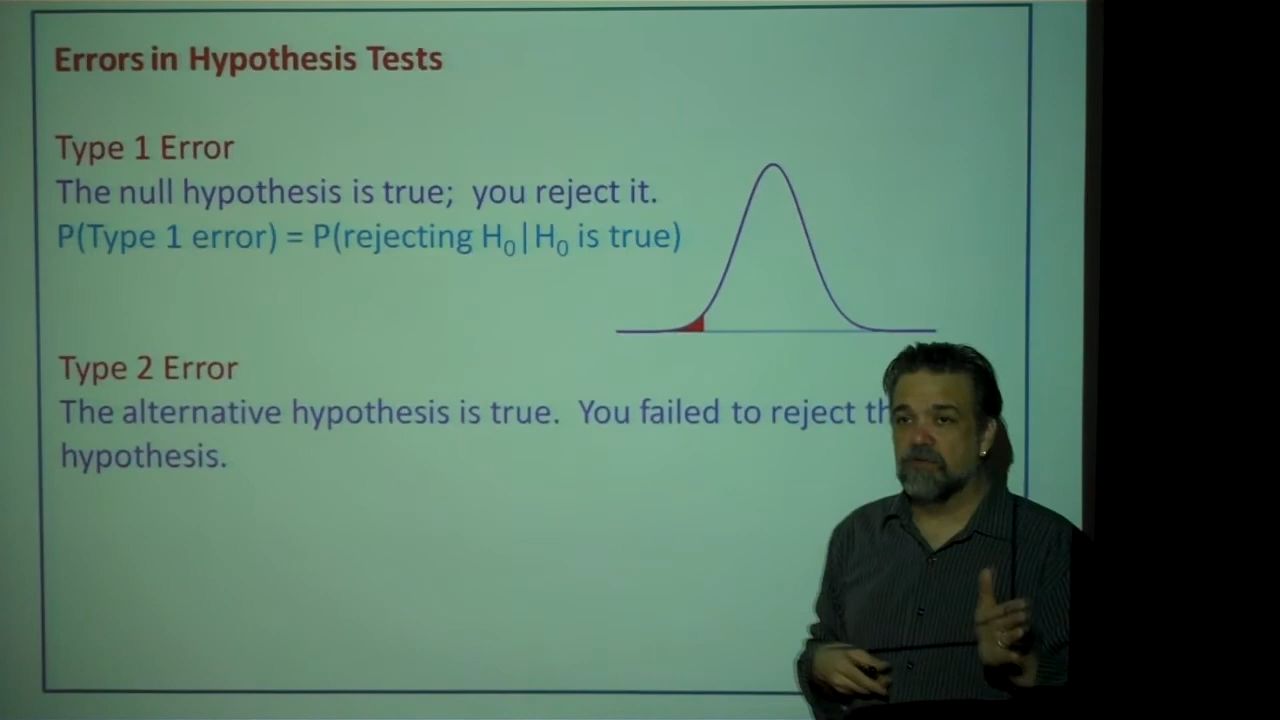 Errors in Hypothesis Tests
Type 1 Error
The null hypothesis is true; you reject it.
P(Type 1 error) = P(rejecting H₀|H₀ is true)
Type 2 Error
The alternative hypothesis is true. You failed to reject th
hypothesis.